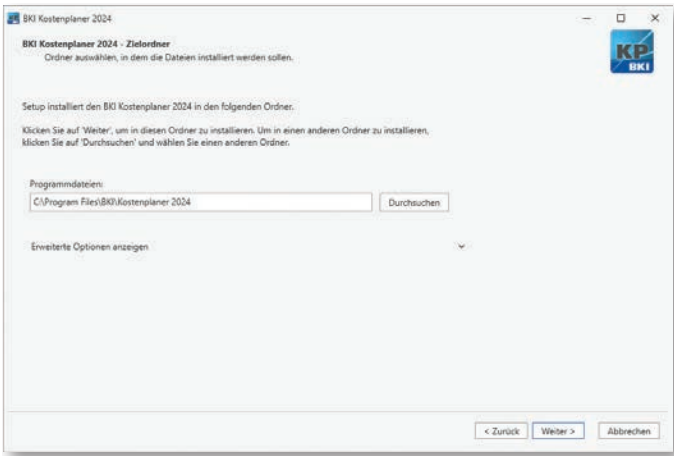 BKI Kostenplaner 2024
BKI Kostenplaner 2024 - Zielordner
Ordner auswählen, in dem die Dateien installiert werden sollen.
KP
BKI
Setup installiert den BKI Kostenplaner 2024 in den folgenden Ordner.
Klicken Sie auf 'Weiter', um in diesen Ordner zu installieren. Um in einen anderen Ordner zu installieren,
klicken Sie auf 'Durchsuchen' und wählen Sie einen anderen Ordner.
Programmdateien:
C:\Program Files\BKI\Kostenplaner 2024
Durchsuchen
Erweiterte Optionen anzeigen
< Zurück
Weiter >
Abbrechen